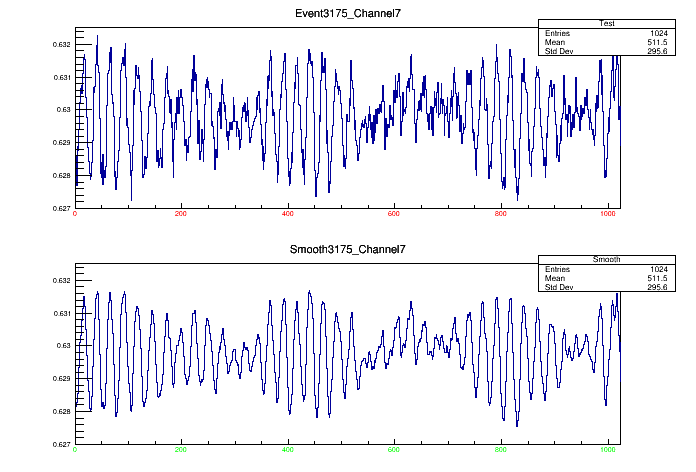 Event3175_Channel7
Test
Entries 1024
Mean 511.5
Std Dev 295.6
0.632
0.631
0.63
0.629
0.628
0.627
0 200 400 600 800 1000
Smooth3175_Channel7
Smooth
Entries 1024
Mean 511.5
Std Dev 295.6
0.632
0.631
0.63
0.629
0.628
0.627
0 200 400 600 800 1000